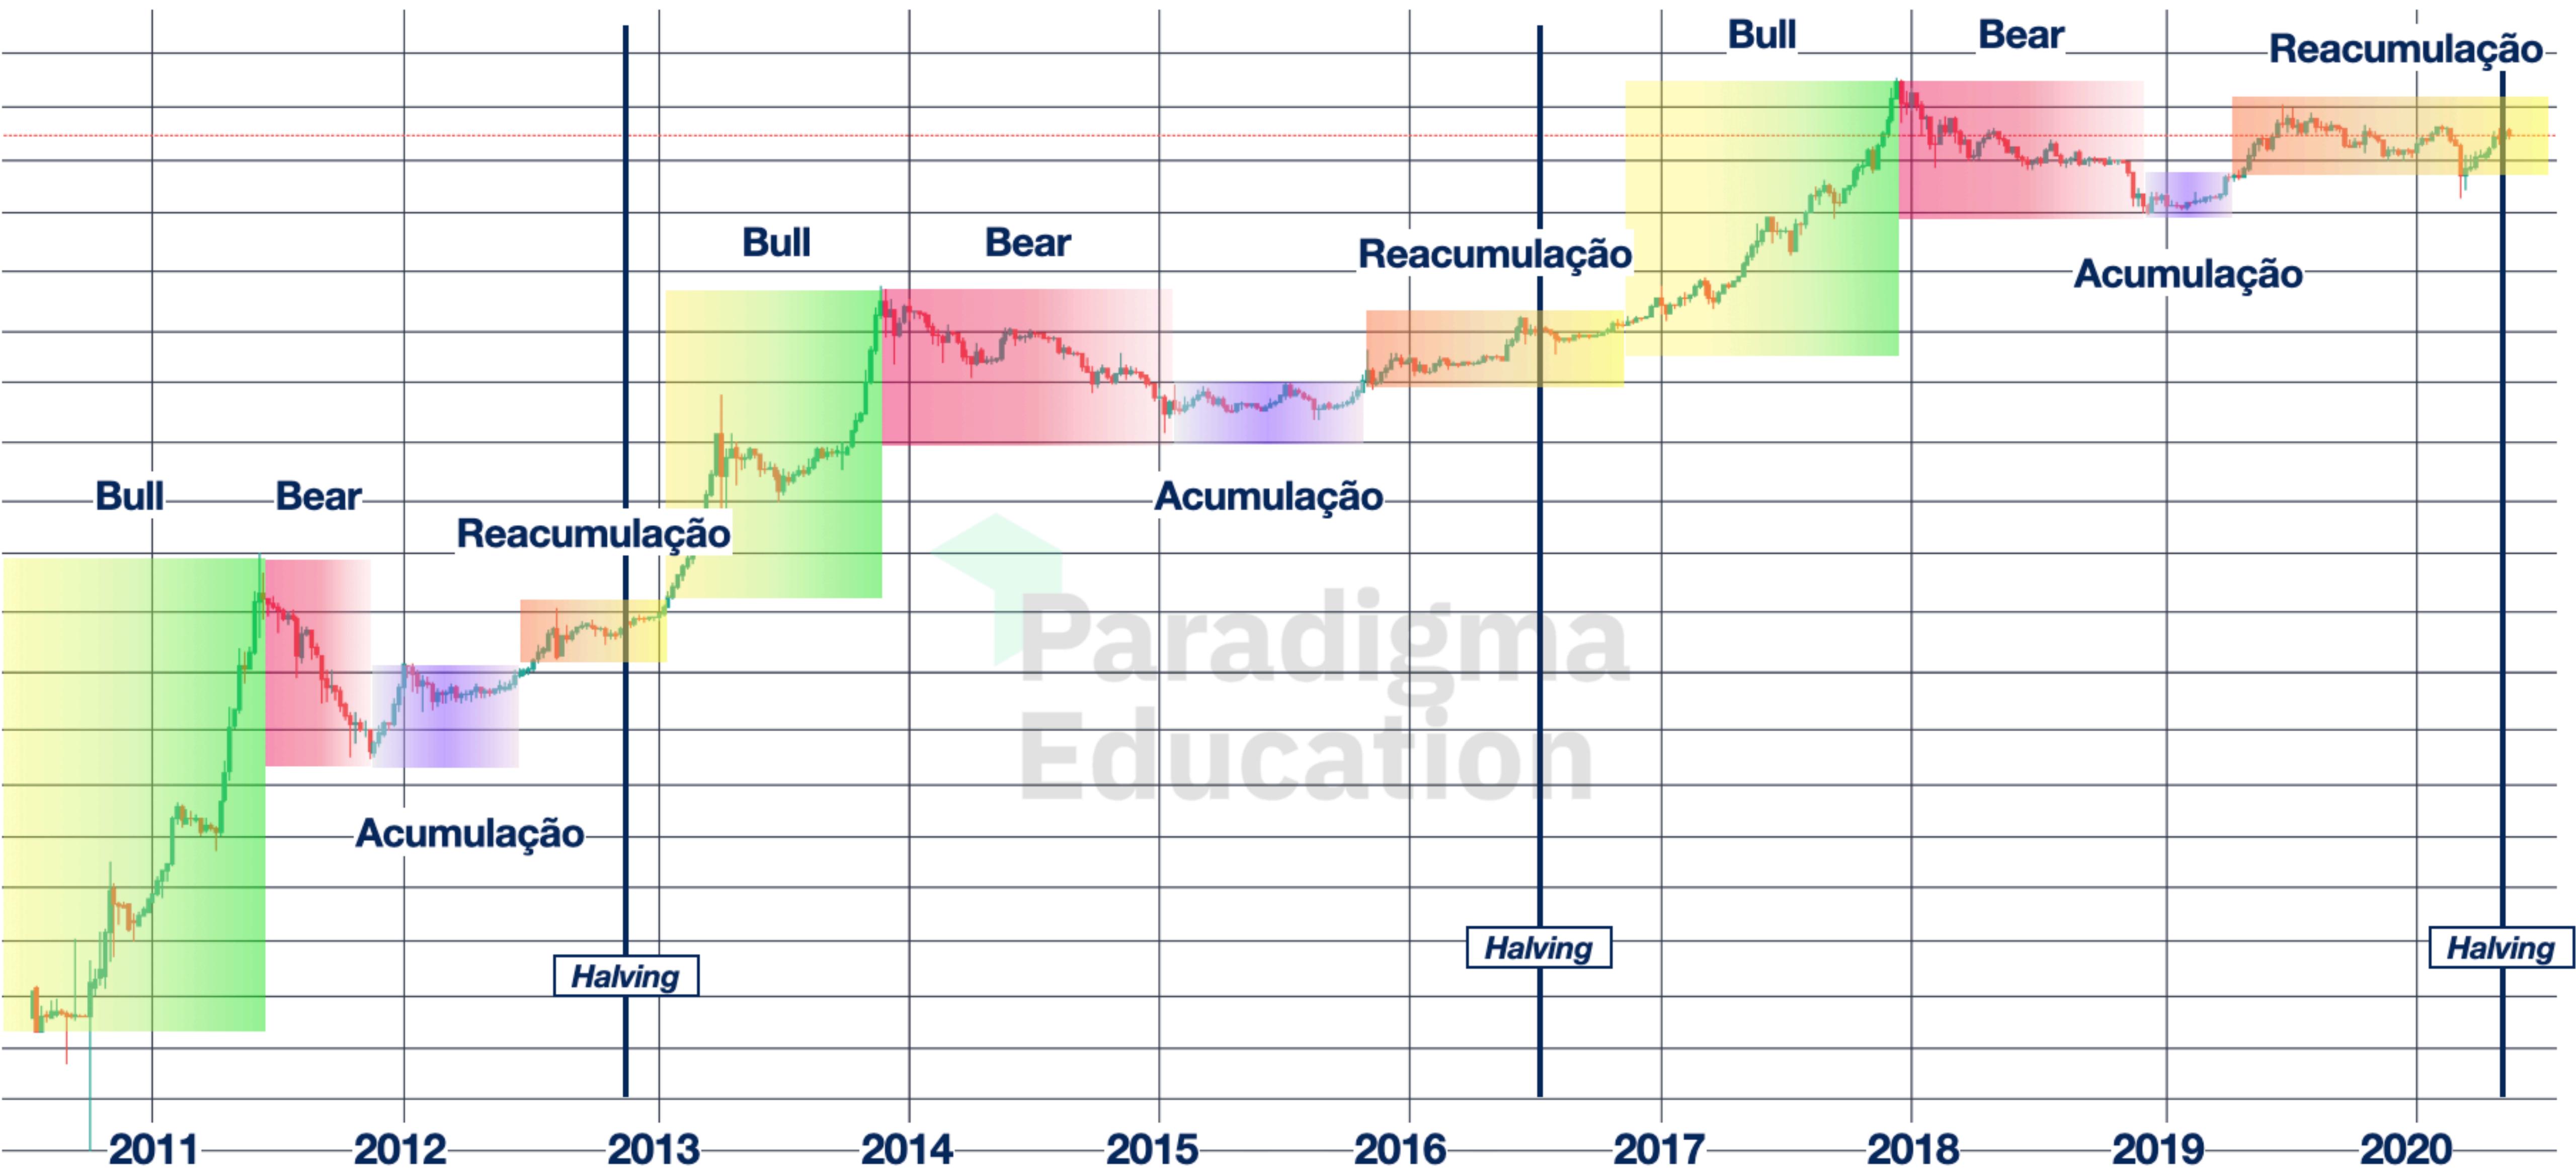 Bull
Bear
Reacumulação
Acumulação
Bull
Bear
Reacumulação
Acumulação
Bull
Bear
Reacumulação
Acumulação
Paradigma
Education
Halving
Halving
Halving
2011
2012
2013
2014
2015
2016
2017
2018
2019
2020